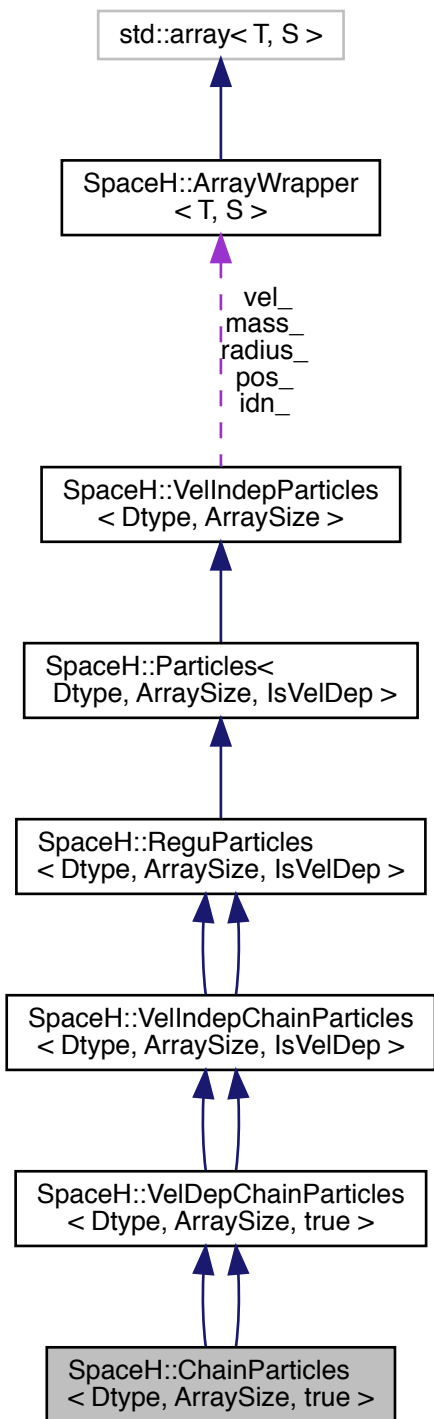 std::array< T, S >
SpaceH::ArrayWrapper
< T, S >
vel_
mass_
radius_
pos_
idn_
SpaceH::VelIndepParticles
< Dtype, ArraySize >
SpaceH::Particles<
Dtype, ArraySize, IsVelDep >
SpaceH::ReguParticles
< Dtype, ArraySize, IsVelDep >
SpaceH::VelIndepChainParticles
< Dtype, ArraySize, IsVelDep >
SpaceH::VelDepChainParticles
< Dtype, ArraySize, true >
SpaceH::ChainParticles
< Dtype, ArraySize, true >